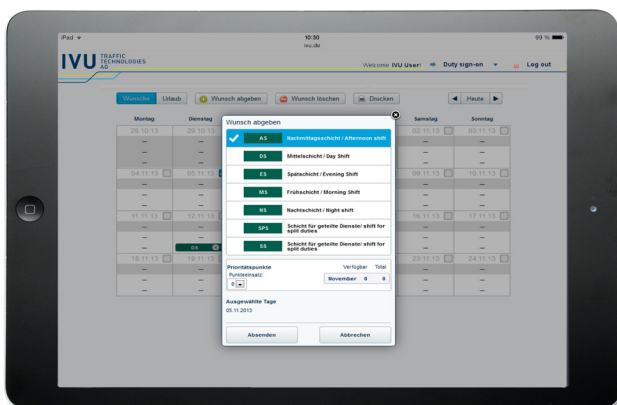 iPad
10:30
99 %
ivu.de
IVU TRAFFIC TECHNOLOGIES AG
Welcome IVU User! Duty sign-on Log out
Wünsche Urlaub Wunsch abgeben Wunsch löschen Drucken Heute
Montag Dienstag Samstag Sonntag
28.10.13 29.10.13 02.11.13 03.11.13
04.11.13 05.11.13 09.11.13 10.11.13
11.11.13 12.11.13 16.11.13 17.11.13
DS
18.11.13 19.11.13 23.11.13 24.11.13
Wunsch abgeben
AS Nachmittagsschicht / Afternoon shift
DS Mittelschicht / Day Shift
ES Spätschicht / Evening Shift
MS Frühschicht / Morning Shift
NS Nachtschicht / Night shift
SPS Schicht für geteilte Dienste/ shift for
split duties
SS Schicht für geteilte Dienste/ shift for
split duties
Prioritätspunkte Verfügbar Total
Punkteeinsatz:
0 November 0 0
Ausgewählte Tage
05.11.2013
Absenden Abbrechen